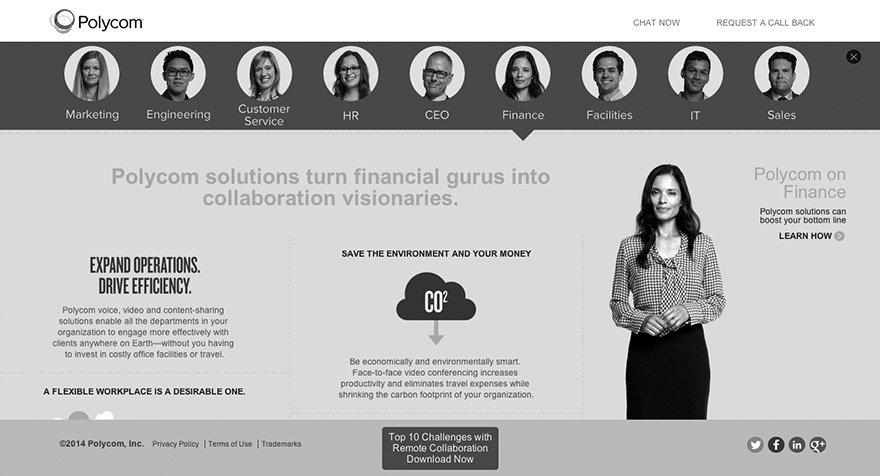 Polycom
CHAT NOW
REQUEST A CALL BACK
Marketing
Engineering
Customer
Service
HR
CEO
Finance
Facilities
IT
Sales
Polycom solutions turn financial gurus into
collaboration visionaries.
Polycom on
Finance
Polycom solutions can
boost your bottom line
LEARN HOW
EXPAND OPERATIONS.
DRIVE EFFICIENCY.
Polycom voice, video and content-sharing
solutions enable all the departments in your
organization to engage more effectively with
clients anywhere on Earth—without you having
to invest in costly office facilities or travel.
A FLEXIBLE WORKPLACE IS A DESIRABLE ONE.
SAVE THE ENVIRONMENT AND YOUR MONEY
CO²
Be economically and environmentally smart.
Face-to-face video conferencing increases
productivity and eliminates travel expenses while
shrinking the carbon footprint of your organization.
©2014 Polycom, Inc. Privacy Policy | Terms of Use | Trademarks
Top 10 Challenges with
Remote Collaboration
Download Now